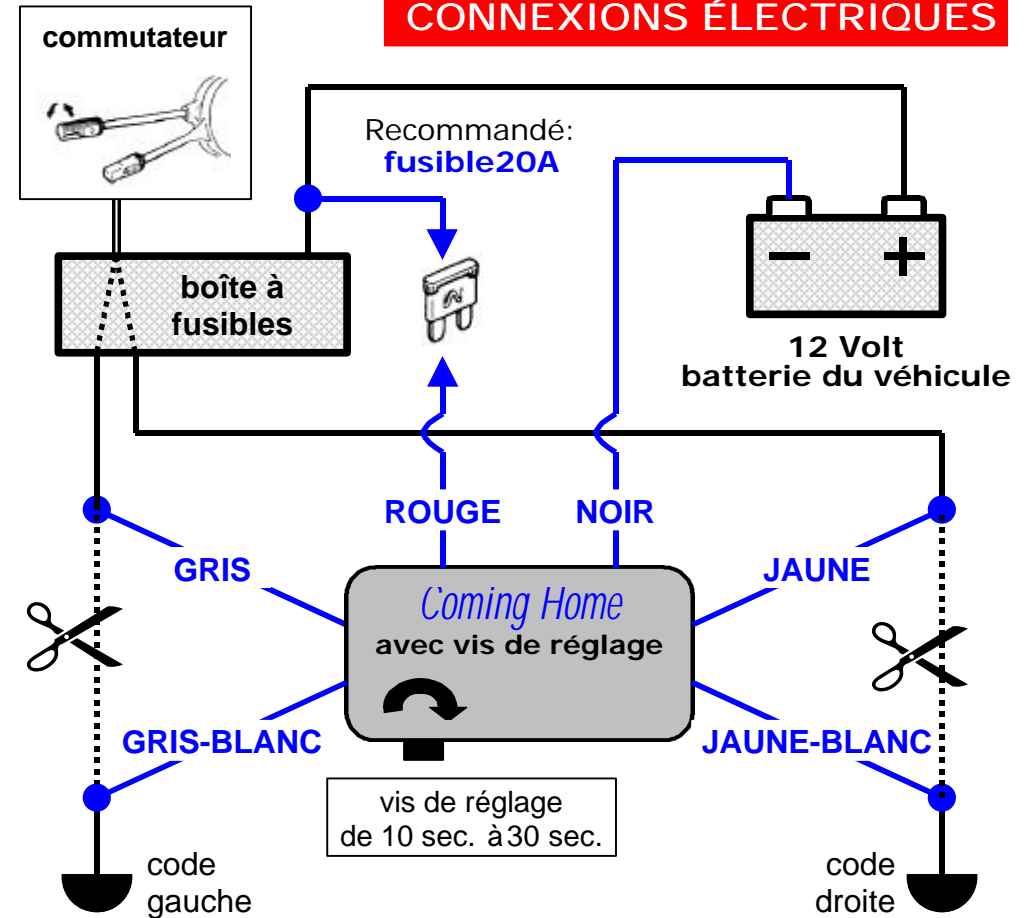 CONNEXIONS ÉLECTRIQUES
commutateur
Recommandé:
fusible20A
boîte à
fusibles
12 Volt
batterie du véhicule
ROUGE
NOIR
GRIS
JAUNE
Coming Home
avec vis de réglage
GRIS-BLANC
JAUNE-BLANC
vis de réglage
de 10 sec. à30 sec.
code
gauche
code
droite